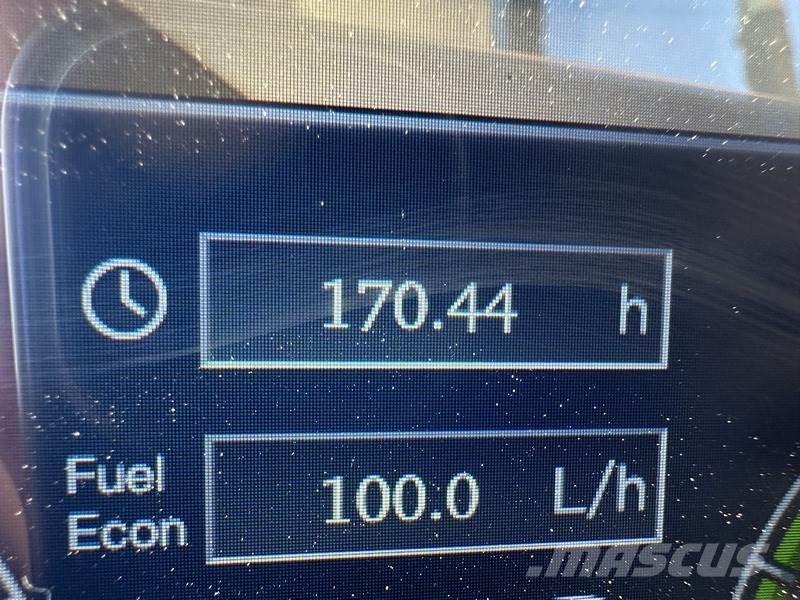 170.44 h
Fuel
Econ
100.0 L/h
MASCUS